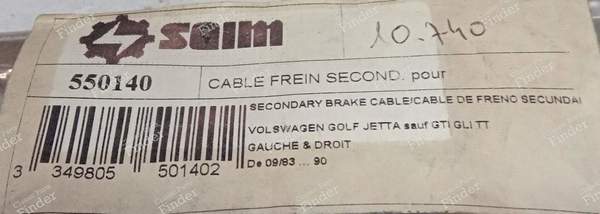 saim
10.740
550140
CABLE FREIN SECOND. pour
SECONDARY BRAKE CABLE/CABLE DE FRENO SECUNDAI
VOLSWAGEN GOLF JETTA sauf GTI GLI TT
GAUCHE & DROIT
De 09/83 ... 90
3 349805 501402